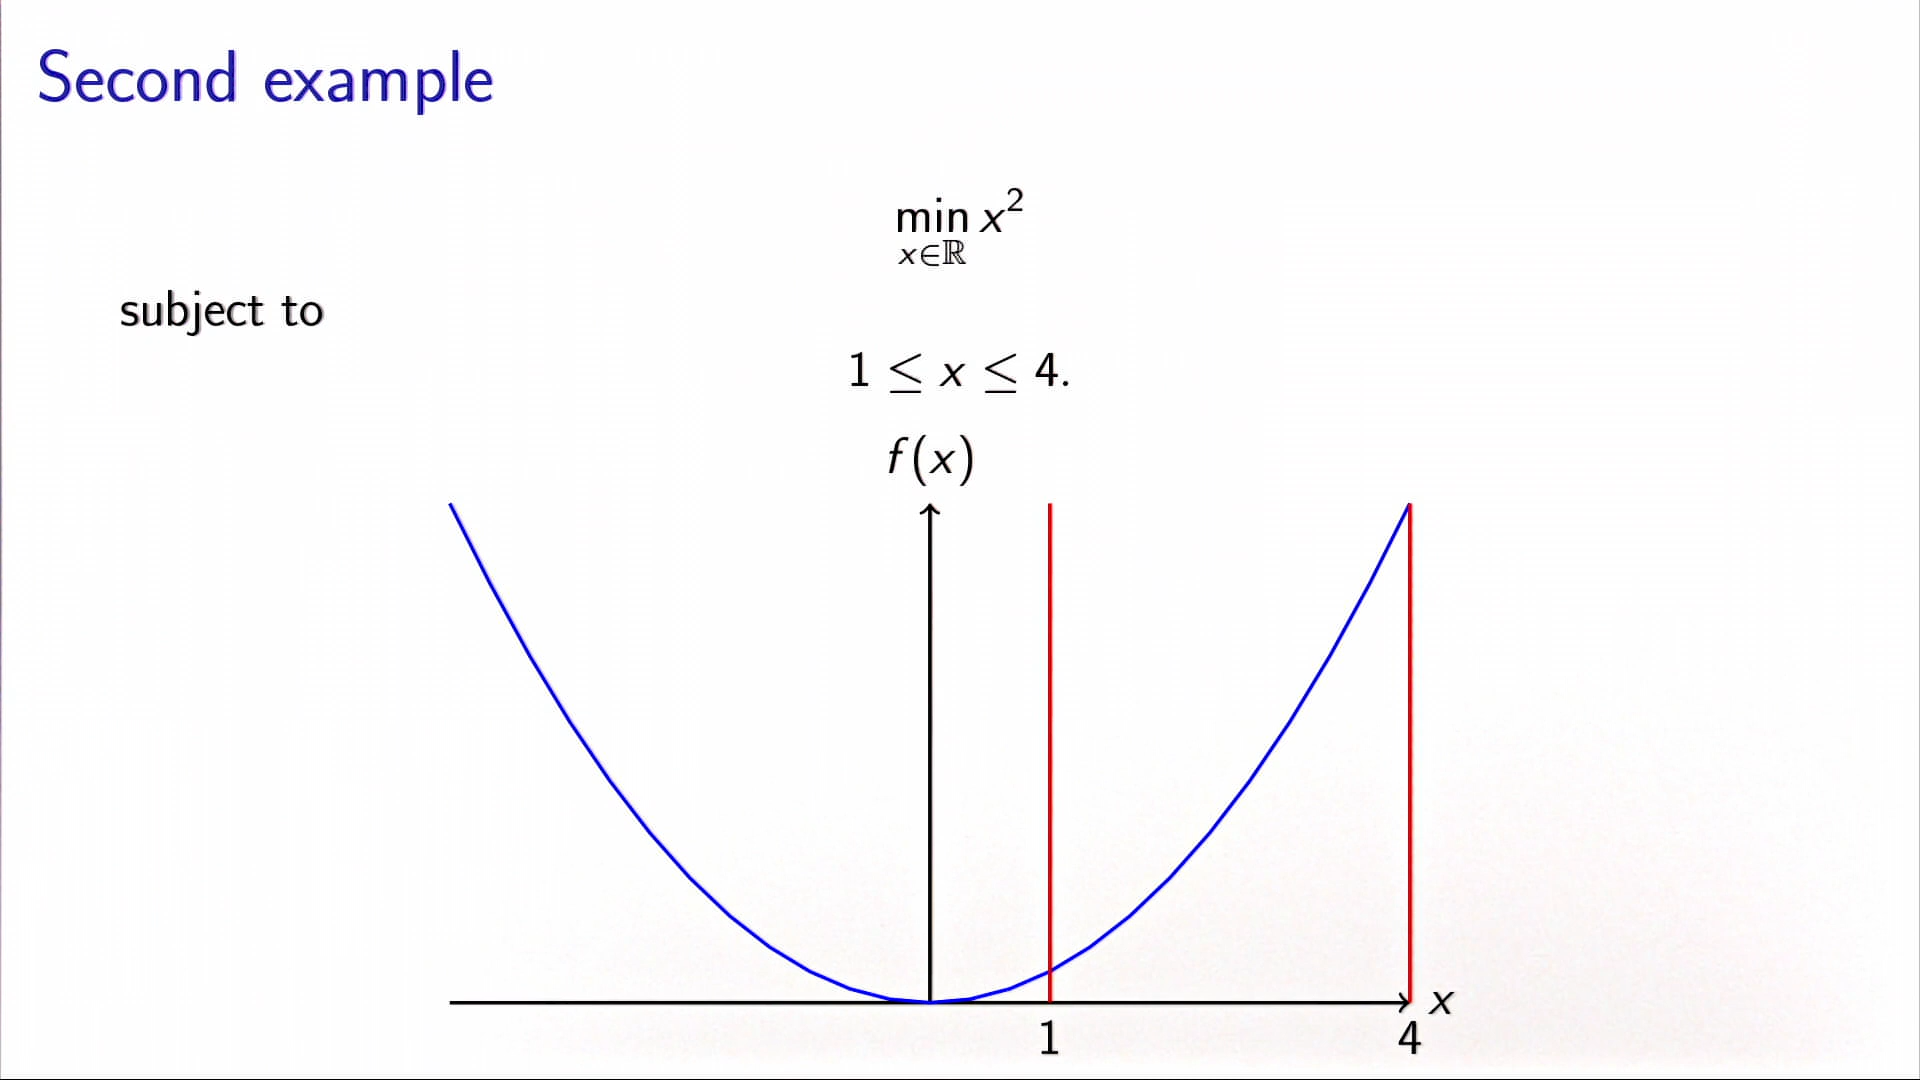 Second example
min x²
x∈ℝ
subject to
1 ≤ x ≤ 4.
f(x)
x
1 4